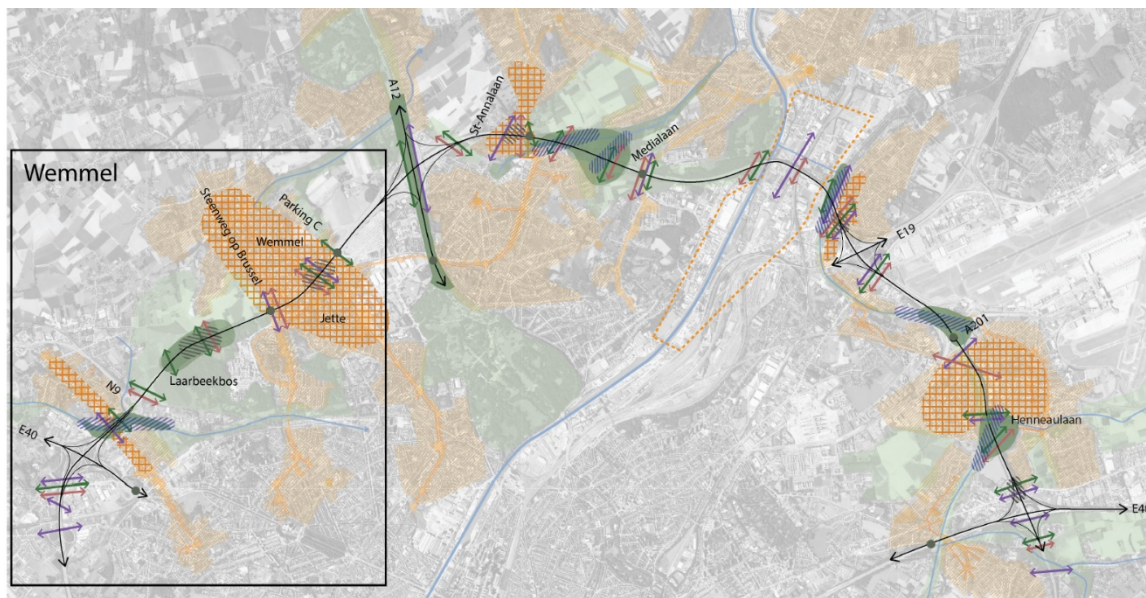 Wemmel
A12
St-Annalaan
Medialaan
Parking C
Steenweg op Brussel
Wemmel
Jette
Laarbeekbos
N9
E40
E19
A201
Henneaulaan
E40